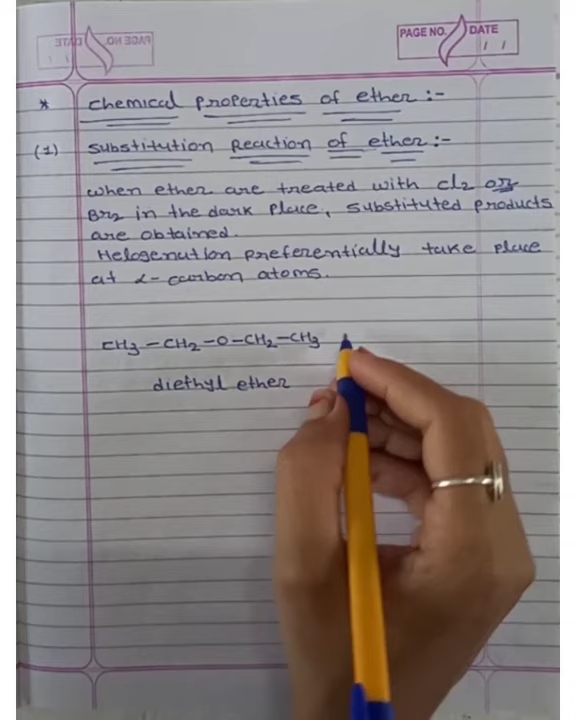 PAGE NO. DATE
/ /
* Chemical properties of ether :-
(1) Substitution Reaction of ether :-
When ether are treated with Cl2 or
Br2 in the dark place, substituted products
are obtained.
Helogenution preferentially take place
at α-carbon atoms.
CH3 - CH2 - O - CH2 - CH3
diethyl ether